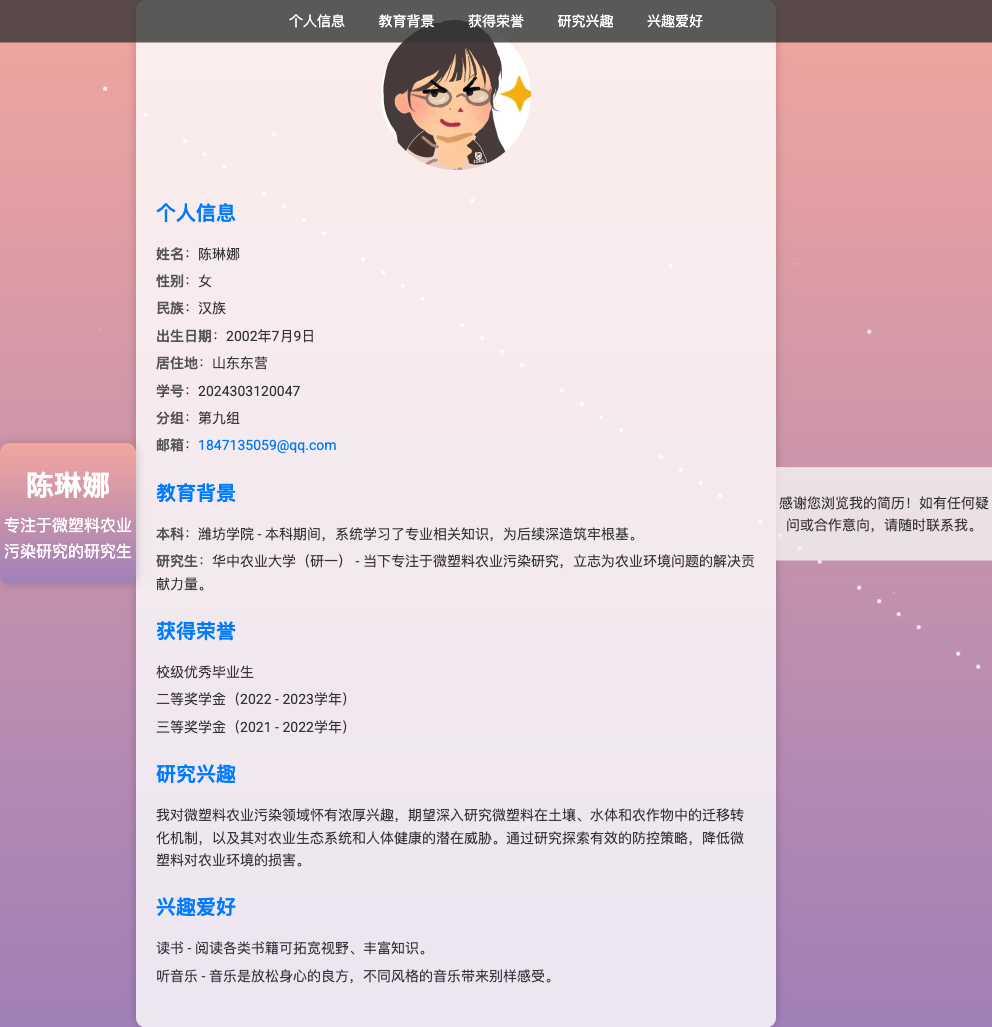 个人信息 教育背景 获得荣誉 研究兴趣 兴趣爱好
个人信息
姓名：陈琳娜
性别：女
民族：汉族
出生日期：2002年7月9日
居住地：山东东营
学号：2024303120047
分组：第九组
邮箱：1847135059@qq.com
教育背景
本科：潍坊学院 - 本科期间，系统学习了专业相关知识，为后续深造筑牢根基。
研究生：华中农业大学（研一） - 当下专注于微塑料农业污染研究，立志为农业环境问题的解决贡
献力量。
获得荣誉
校级优秀毕业生
二等奖学金（2022 - 2023学年）
三等奖学金（2021 - 2022学年）
研究兴趣
我对微塑料农业污染领域怀有浓厚兴趣，期望深入研究微塑料在土壤、水体和农作物中的迁移转
化机制，以及其对农业生态系统和人体健康的潜在威胁。通过研究探索有效的防控策略，降低微
塑料对农业环境的损害。
兴趣爱好
读书 - 阅读各类书籍可拓宽视野、丰富知识。
听音乐 - 音乐是放松身心的良方，不同风格的音乐带来别样感受。
陈琳娜
专注于微塑料农业
污染研究的研究生
感谢您浏览我的简历！如有任何疑
问或合作意向，请随时联系我。